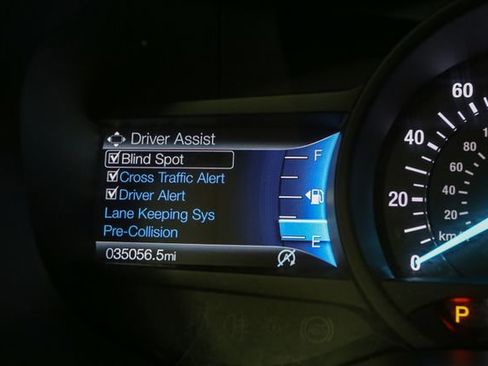 Driver Assist
Blind Spot
Cross Traffic Alert
Driver Alert
Lane Keeping Sys
Pre-Collision
035056.5mi
F
E
60
40
20
0
80
60
40
20
km/h
P